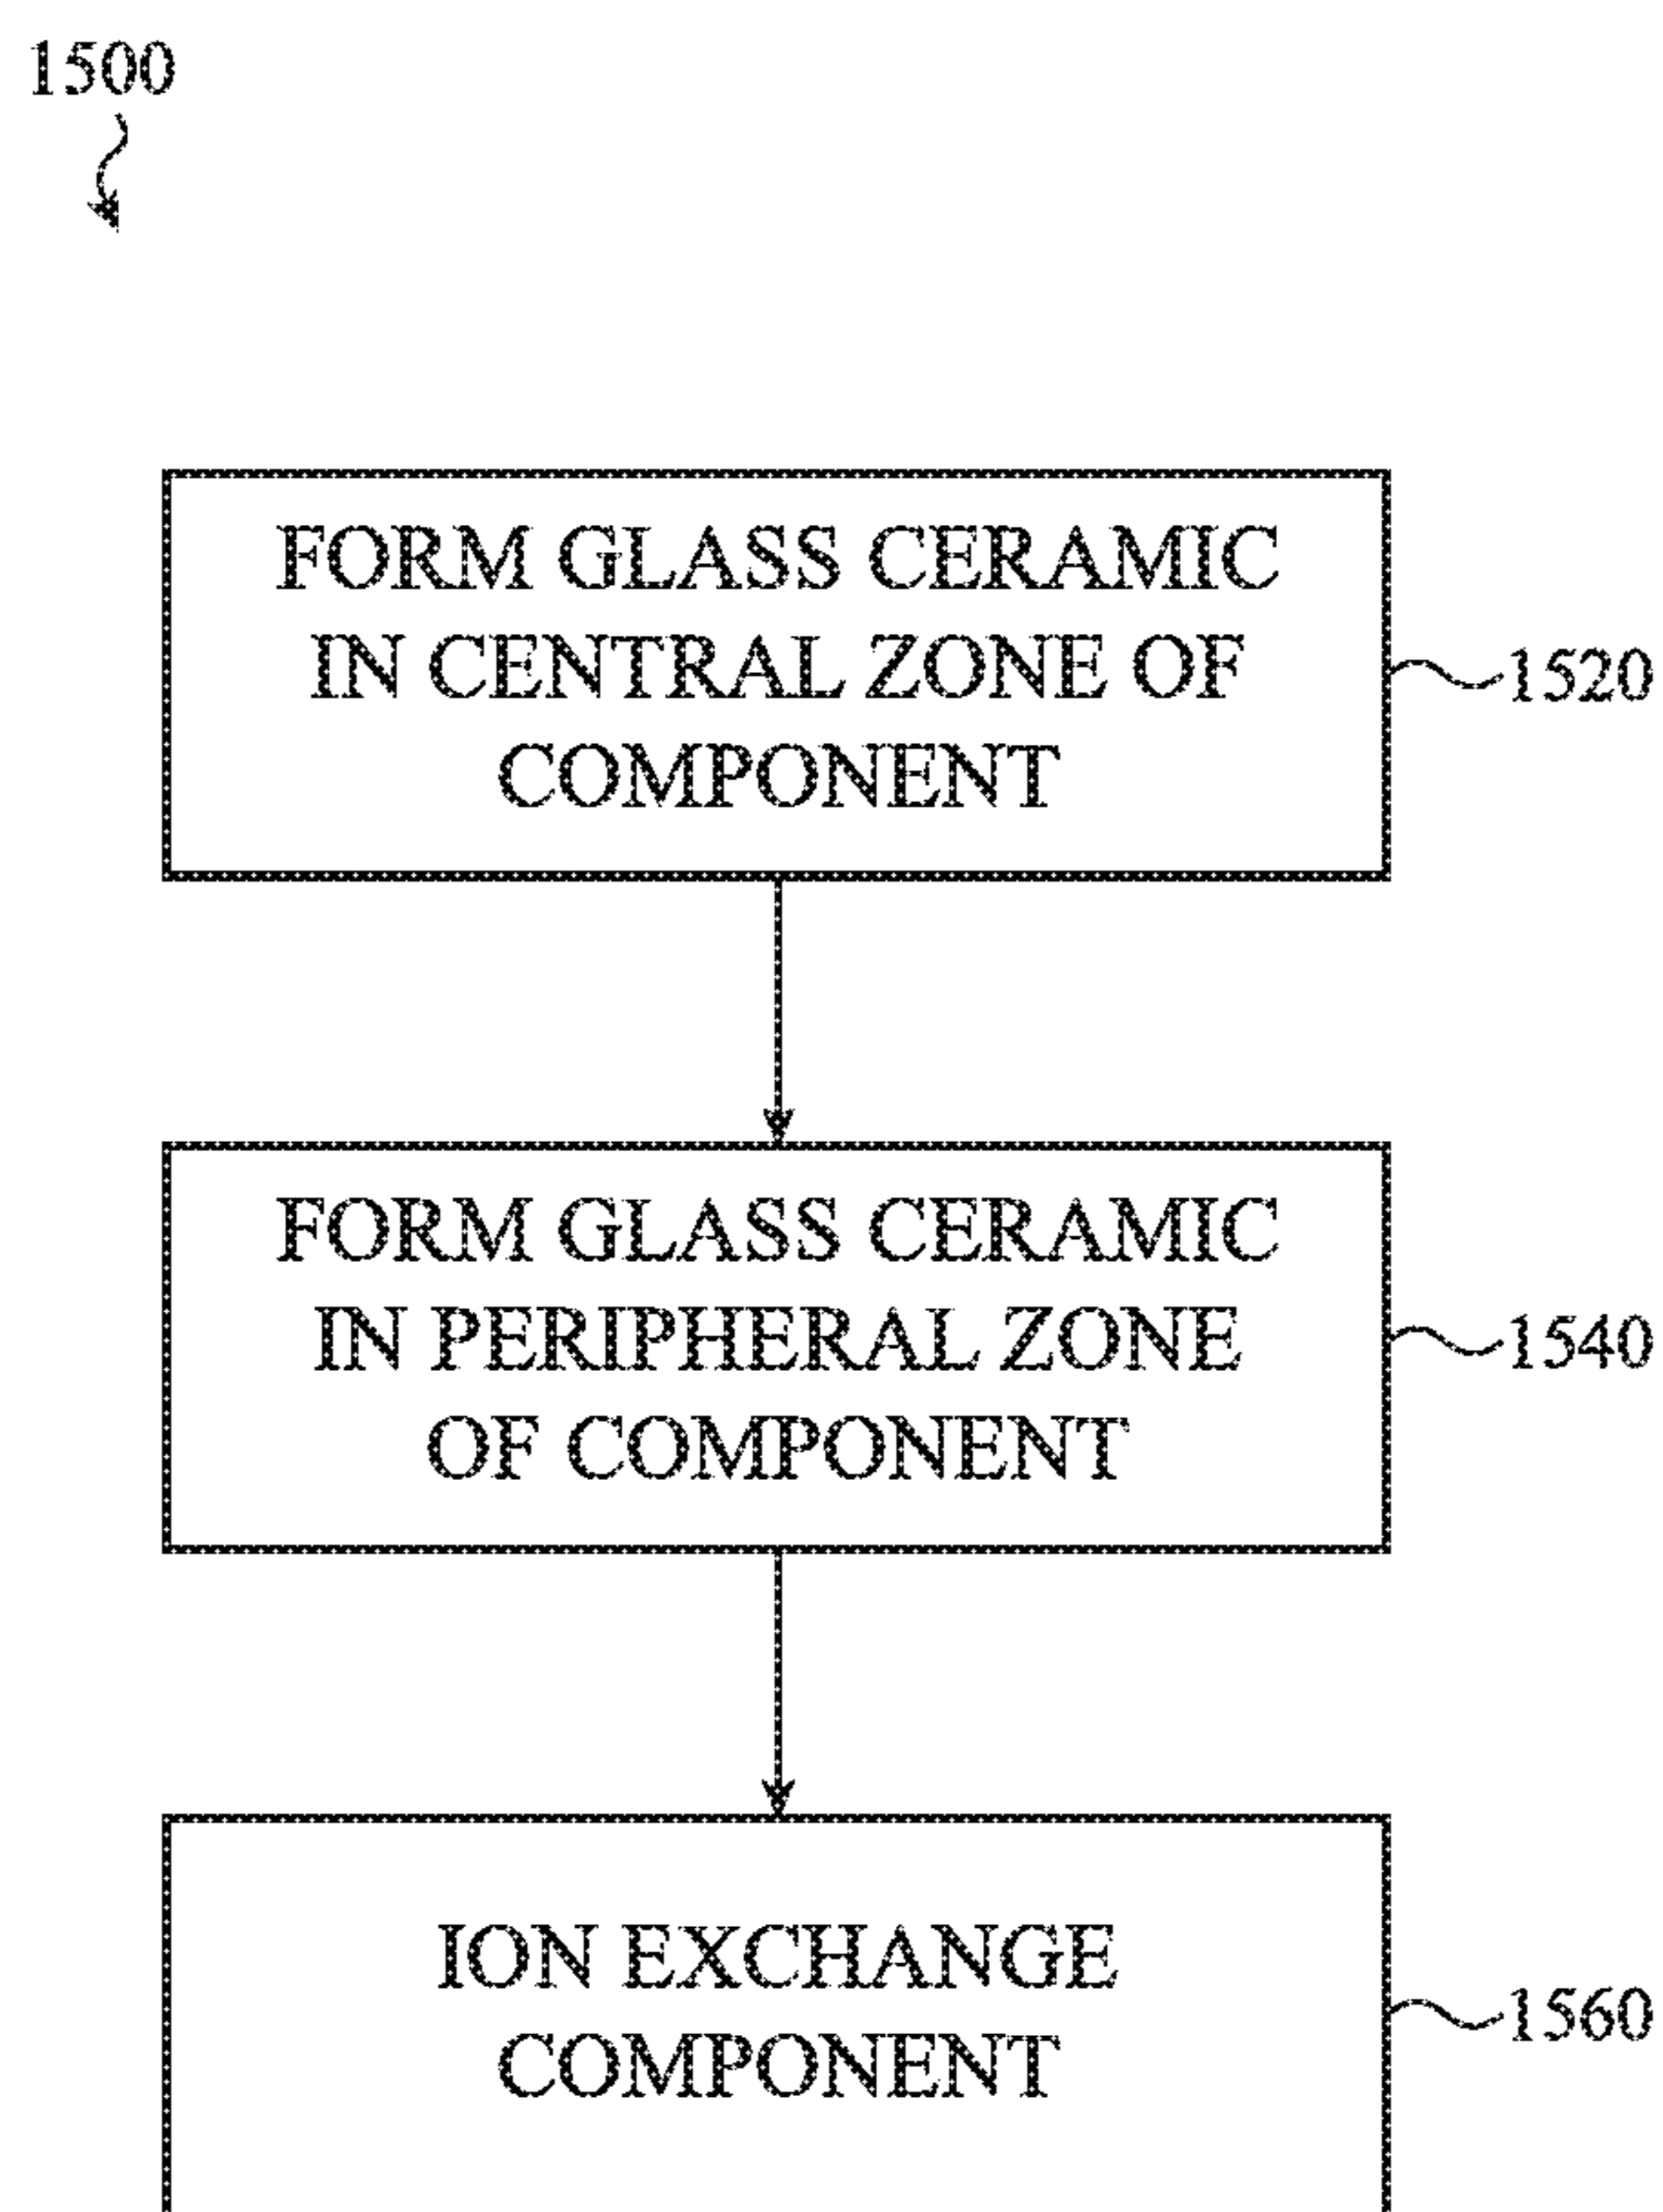 1500
FORM GLASS CERAMIC
IN CENTRAL ZONE OF
COMPONENT
1520
FORM GLASS CERAMIC
IN PERIPHERAL ZONE
OF COMPONENT
1540
ION EXCHANGE
COMPONENT
1560